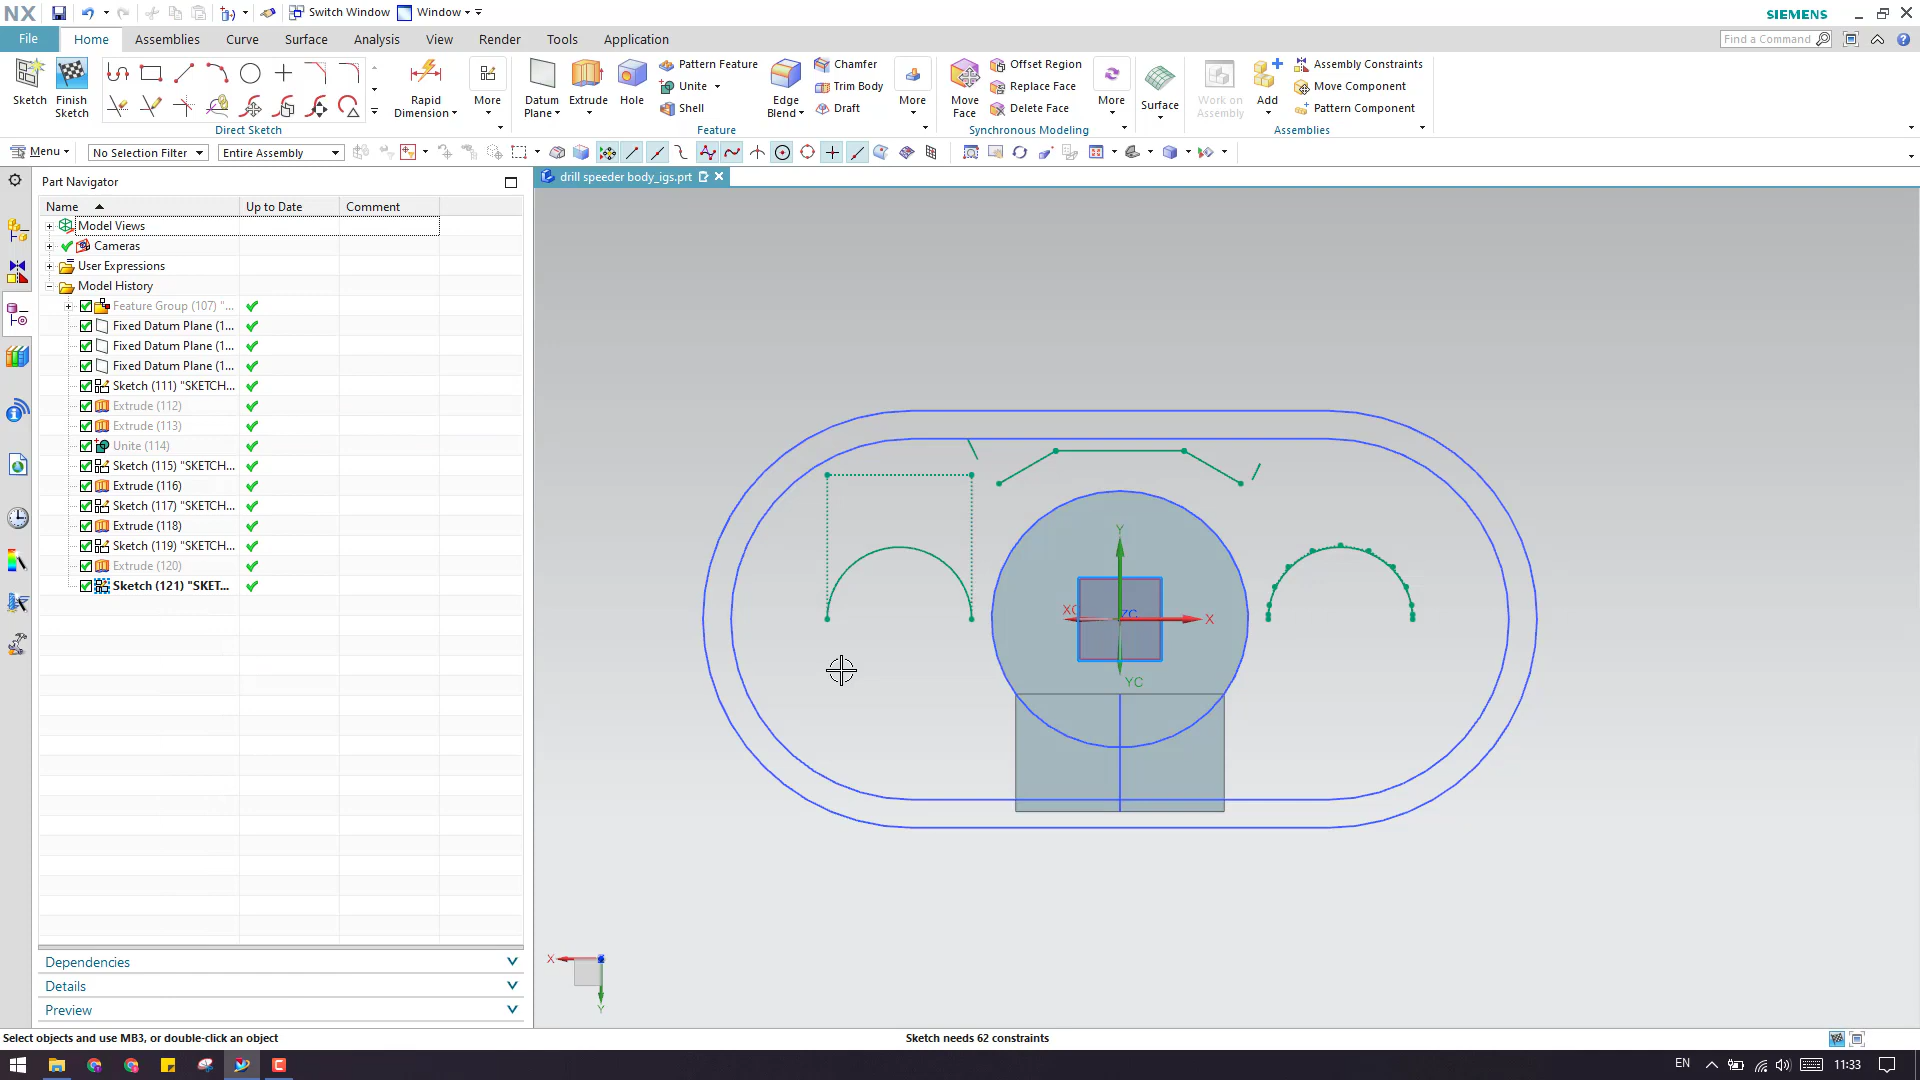 NX Switch Window Window SIEMENS
File Home Assemblies Curve Surface Analysis View Render Tools Application Find a Command
Sketch Finish Sketch Rapid Dimension More Datum Plane Extrude Hole Pattern Feature Unite Shell Edge Blend Chamfer Trim Body Draft More Move Face Offset Region Replace Face Delete Face More Surface Work on Assembly Add Assembly Constraints Move Component Pattern Component
Direct Sketch Feature Synchronous Modeling Assemblies
Menu No Selection Filter Entire Assembly
Part Navigator
drill speeder body_igs.prt
Name Up to Date Comment
Model Views
Cameras
User Expressions
Model History
Feature Group (107) "...
Fixed Datum Plane (1...
Fixed Datum Plane (1...
Fixed Datum Plane (1...
Sketch (111) "SKETCH...
Extrude (112)
Extrude (113)
Unite (114)
Sketch (115) "SKETCH...
Extrude (116)
Sketch (117) "SKETCH...
Extrude (118)
Sketch (119) "SKETCH...
Extrude (120)
Sketch (121) "SKET...
Y
ZC
X
YC
X
Y
Dependencies
Details
Preview
Select objects and use MB3, or double-click an object Sketch needs 62 constraints
EN 11:33